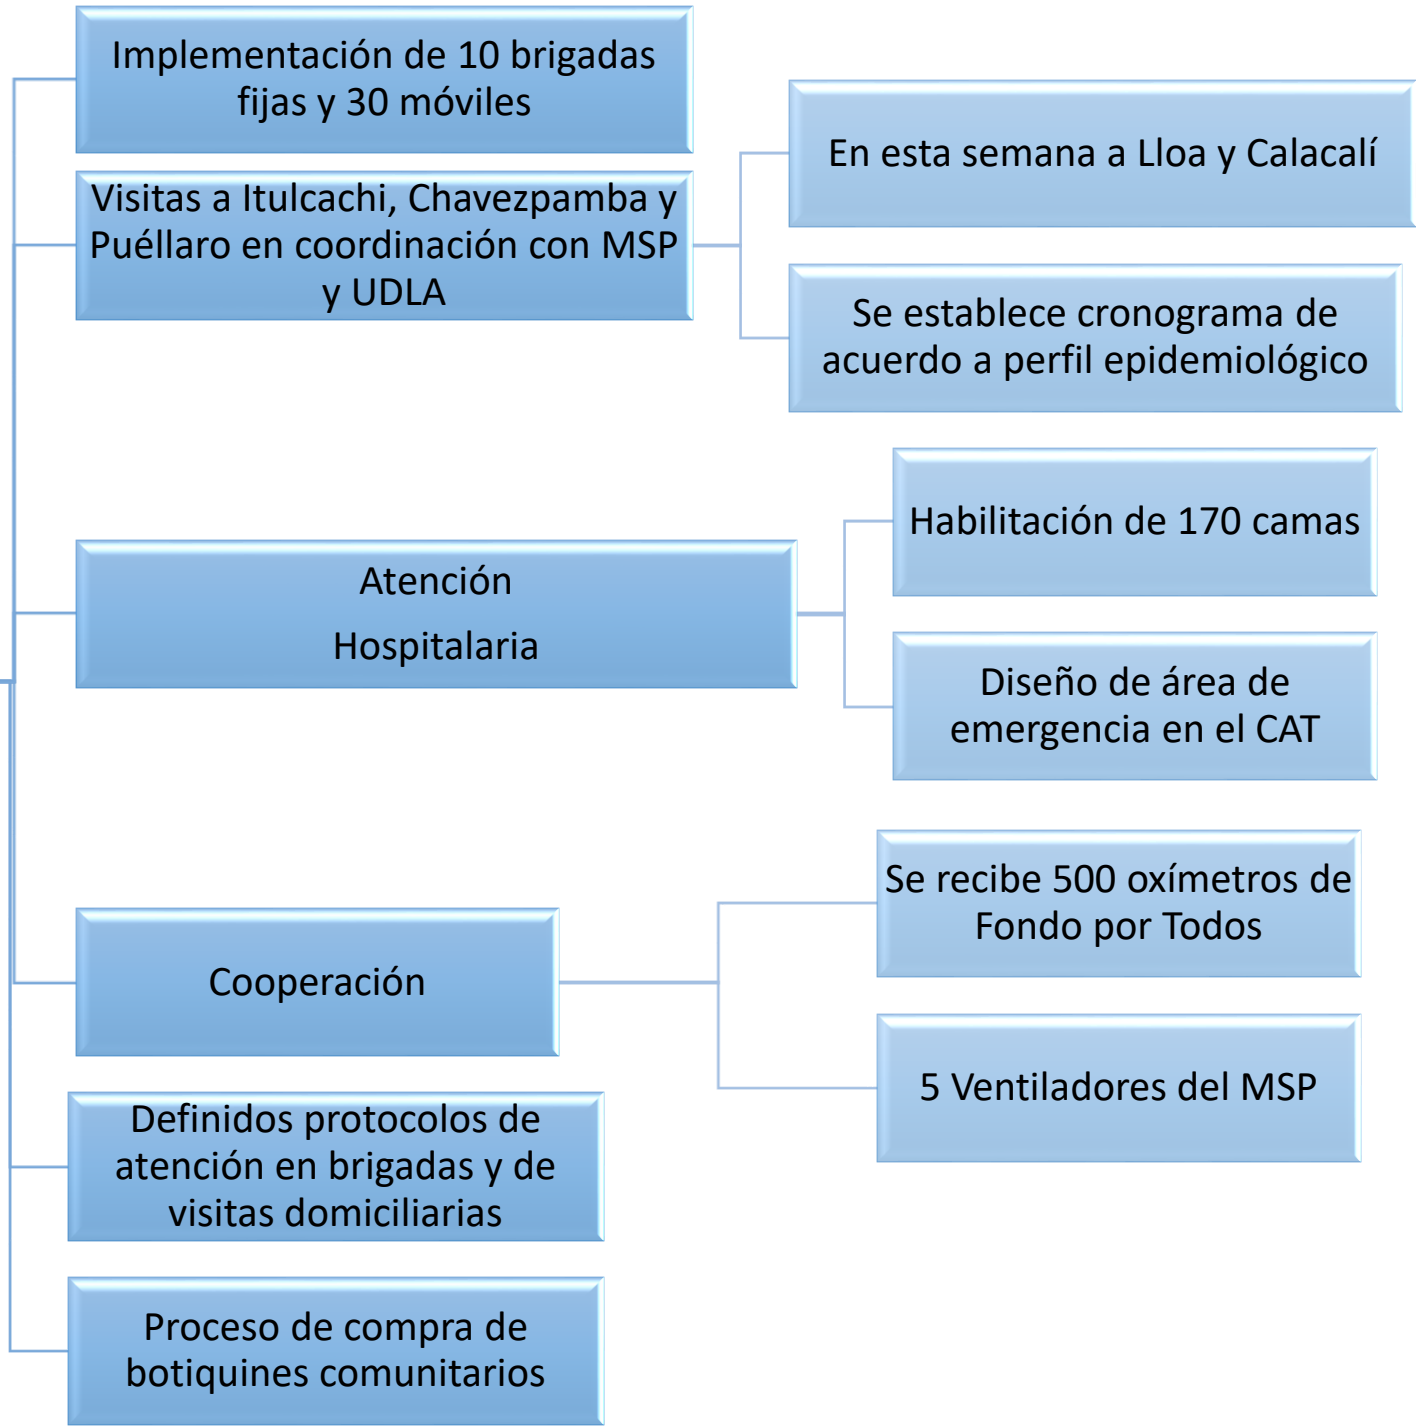 Implementación de 10 brigadas
fijas y 30 móviles
Visitas a Itulcachi, Chavezpamba y
Puéllaro en coordinación con MSP
y UDLA
En esta semana a Lloa y Calacalí
Se establece cronograma de
acuerdo a perfil epidemiológico
Atención
Hospitalaria
Habilitación de 170 camas
Diseño de área de
emergencia en el CAT
Cooperación
Se recibe 500 oxímetros de
Fondo por Todos
5 Ventiladores del MSP
Definidos protocolos de
atención en brigadas y de
visitas domiciliarias
Proceso de compra de
botiquines comunitarios